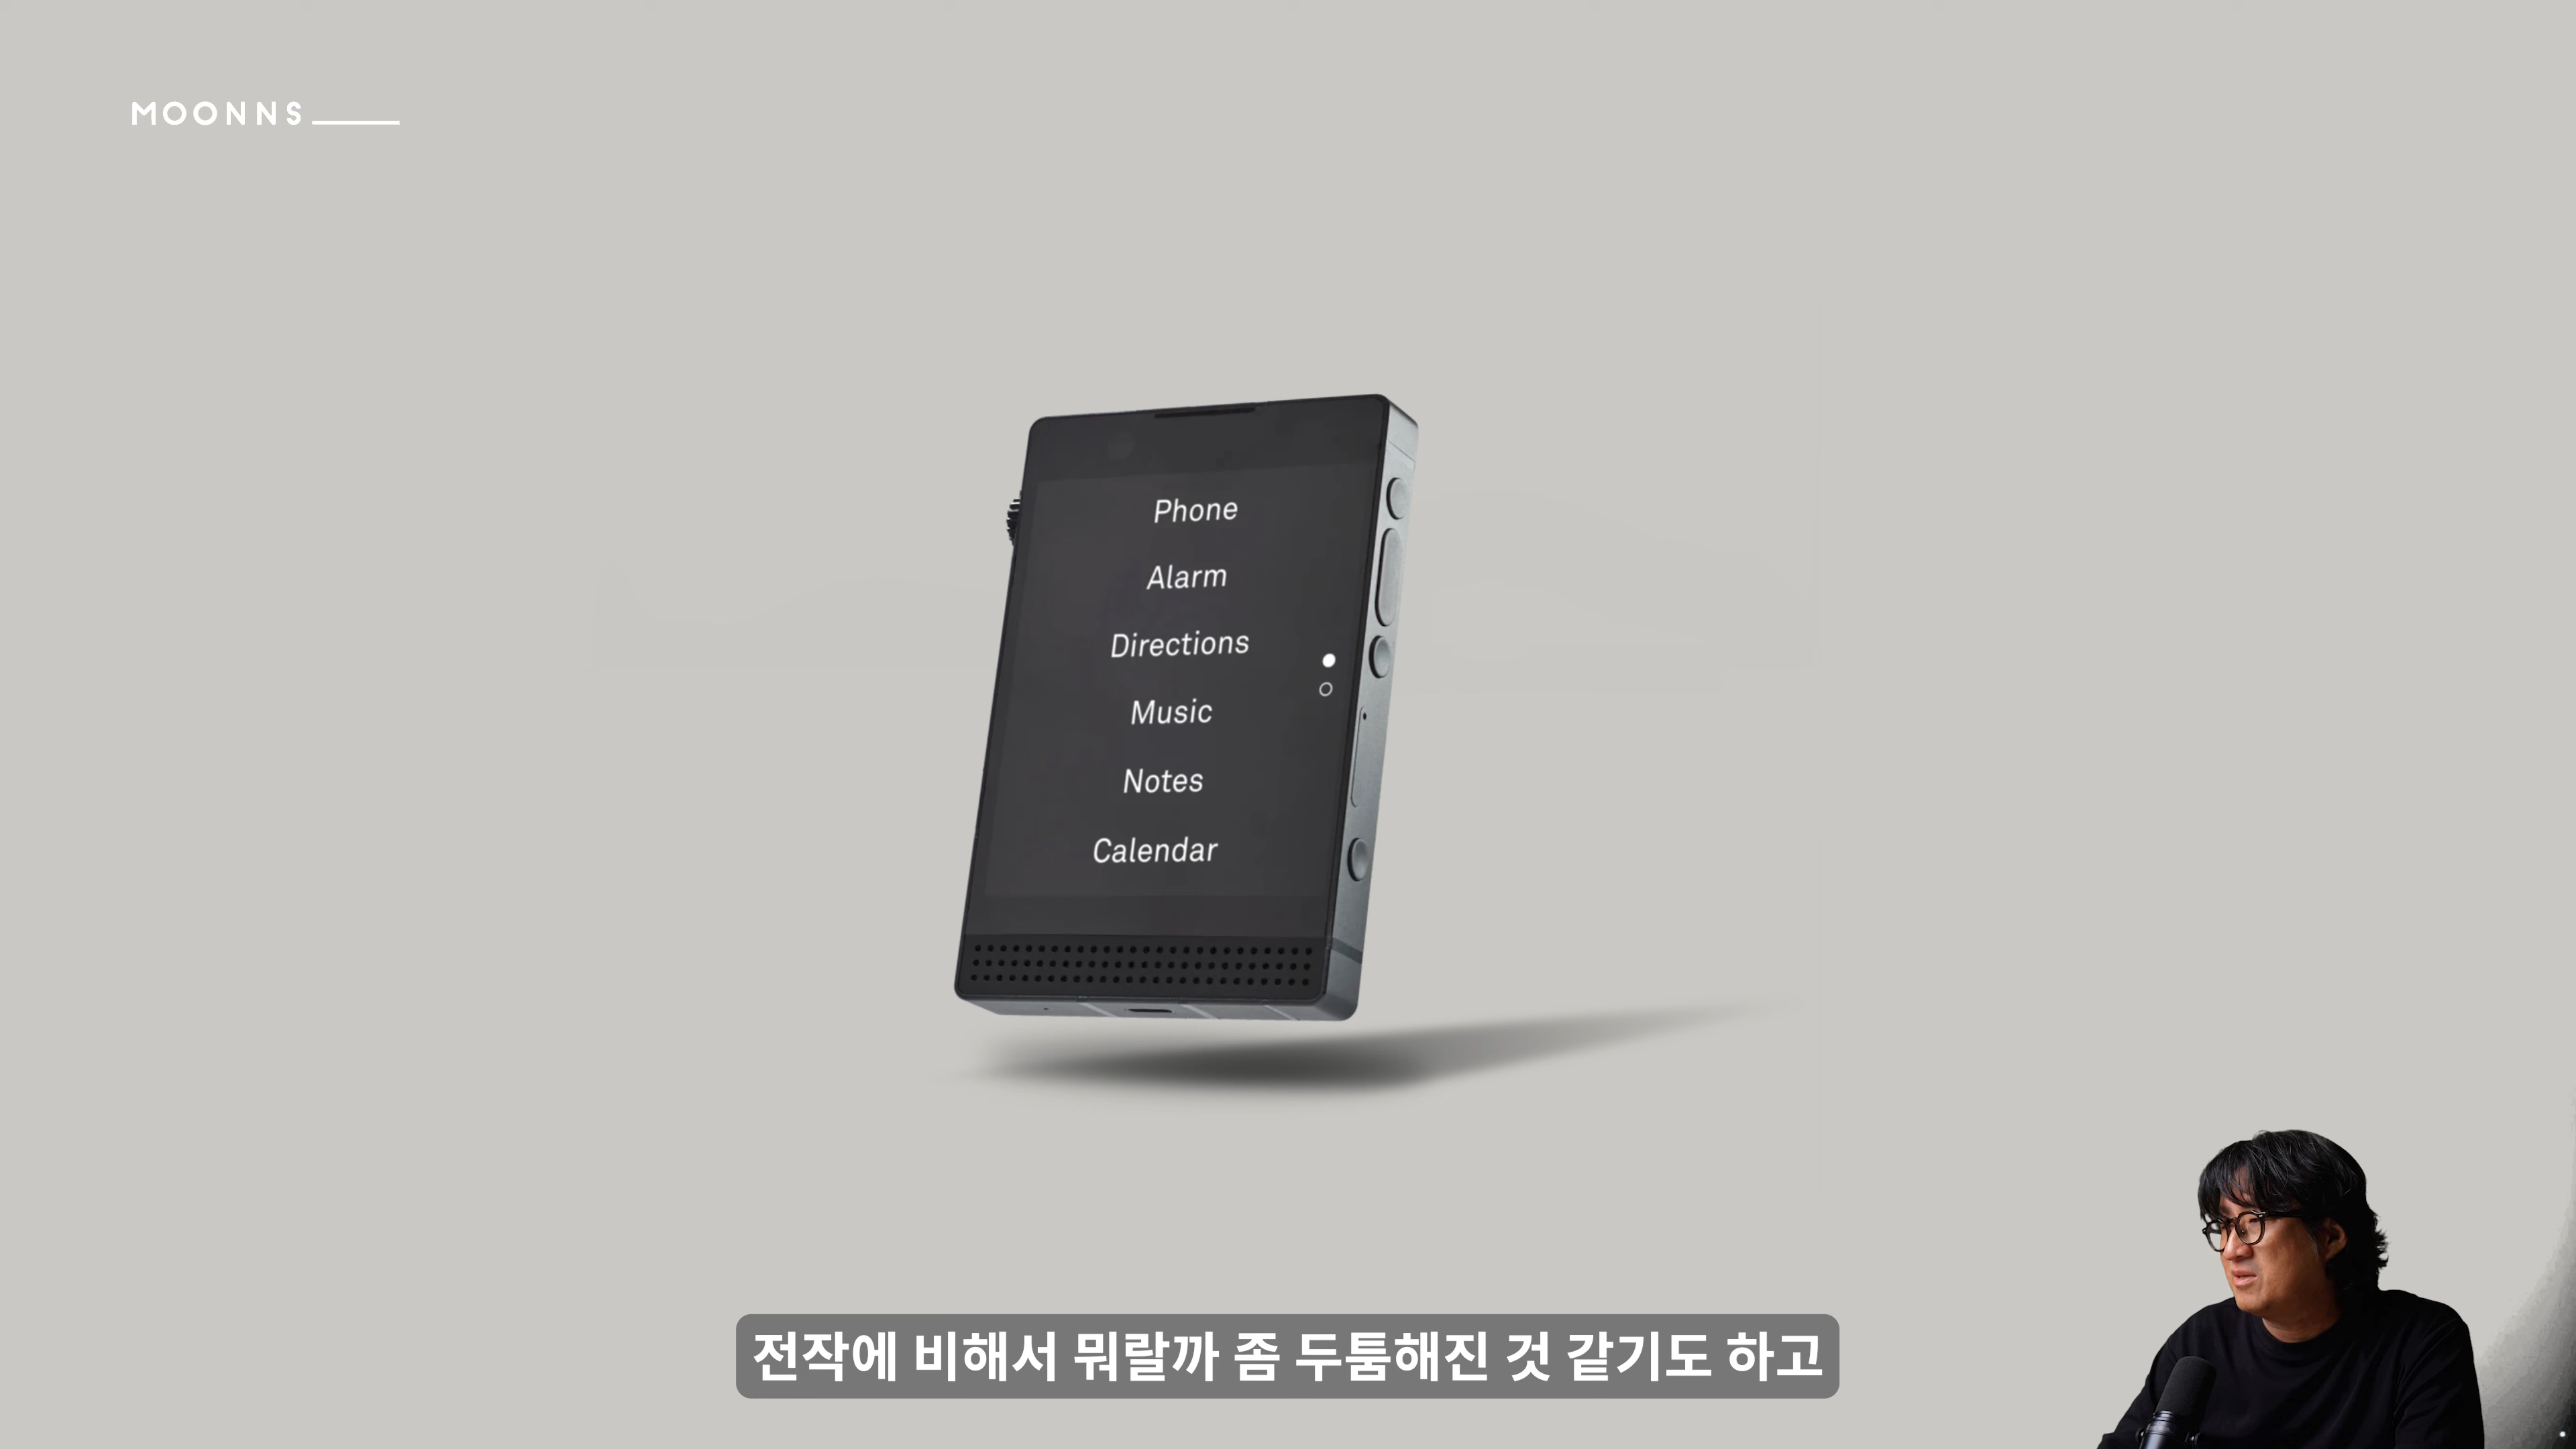 MOONNS
Phone
Alarm
Directions
Music
Notes
Calendar
전작에 비해서 뭐랄까 좀 두툼해진 것 같기도 하고